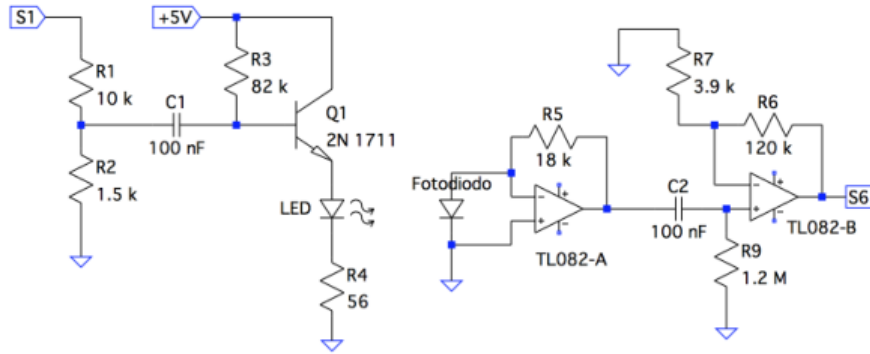 S1
+5V
R1
10 k
R2
1.5 k
C1
100 nF
R3
82 k
Q1
2N 1711
LED
R4
56
Fotodiodo
R5
18 k
TL082-A
C2
100 nF
R7
3.9 k
R6
120 k
S6
TL082-B
R9
1.2 M